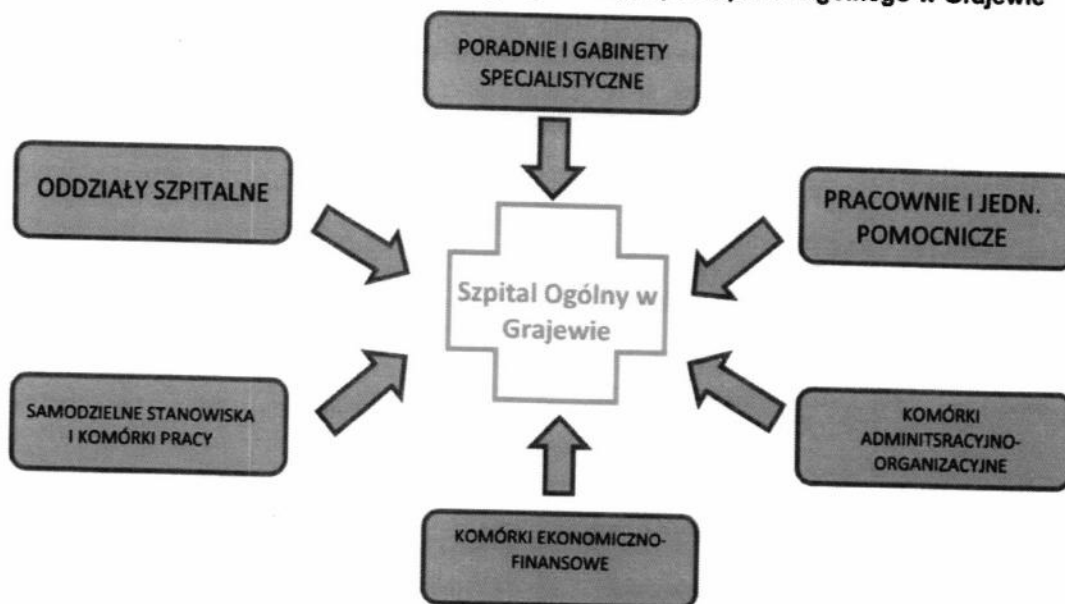 w Grajewie
PORADNIE I GABINETY
SPECJALISTYCZNE
ODDZIAŁY SZPITALNE
PRACOWNIE I JEDN.
POMOCNICZE
Szpital Ogólny w
Grajewie
SAMODZIELNE STANOWISKA
I KOMÓRKI PRACY
KOMÓRKI
ADMINITSRACYJNO-
ORGANIZACYJNE
KOMÓRKI EKONOMICZNO-
FINANSOWE